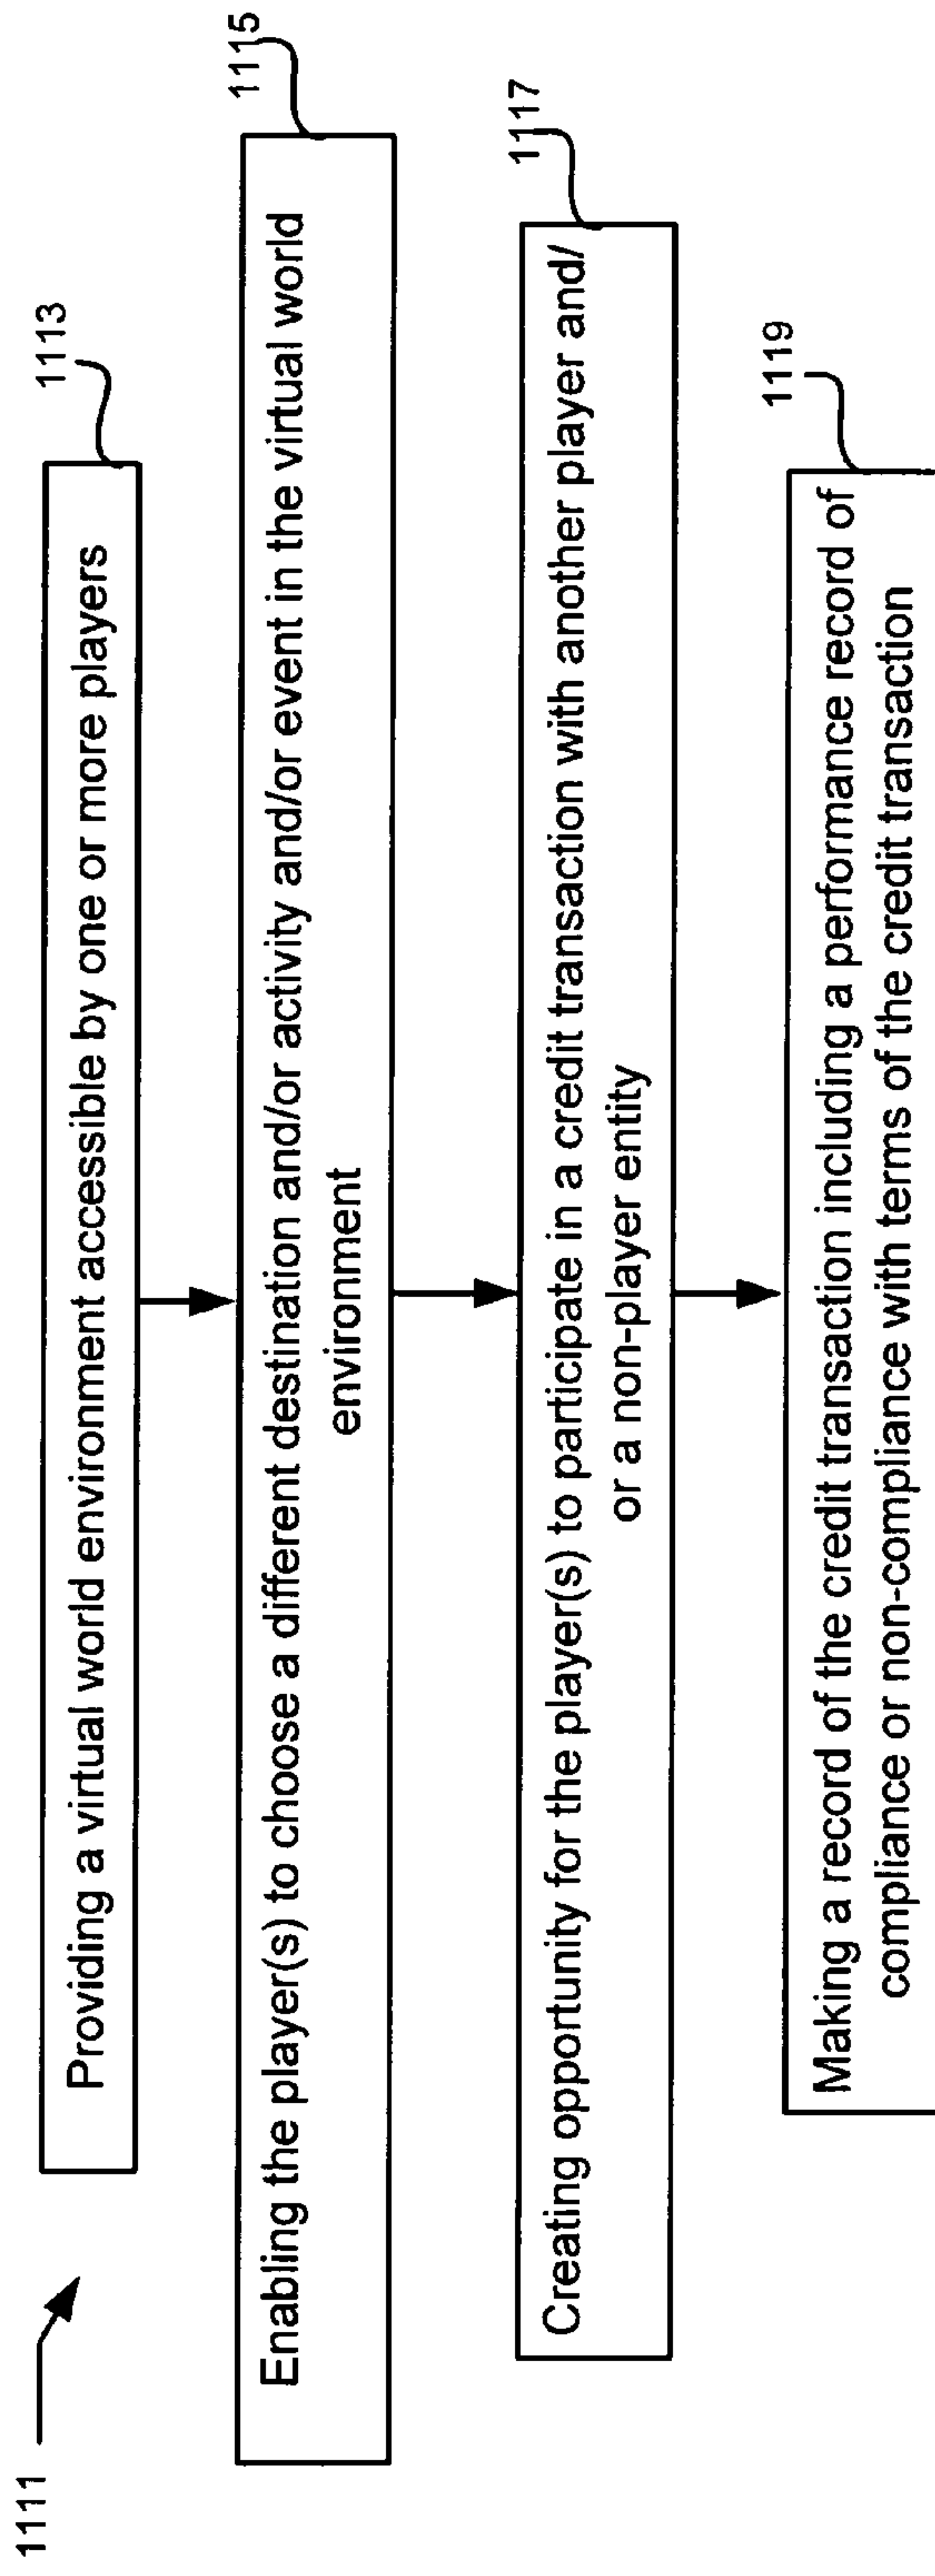 1111
1113
Providing a virtual world environment accessible by one or more players
1115
Enabling the player(s) to choose a different destination and/or activity and/or event in the virtual world
environment
1117
Creating opportunity for the player(s) to participate in a credit transaction with another player and/
or a non-player entity
1119
Making a record of the credit transaction including a performance record of
compliance or non-compliance with terms of the credit transaction